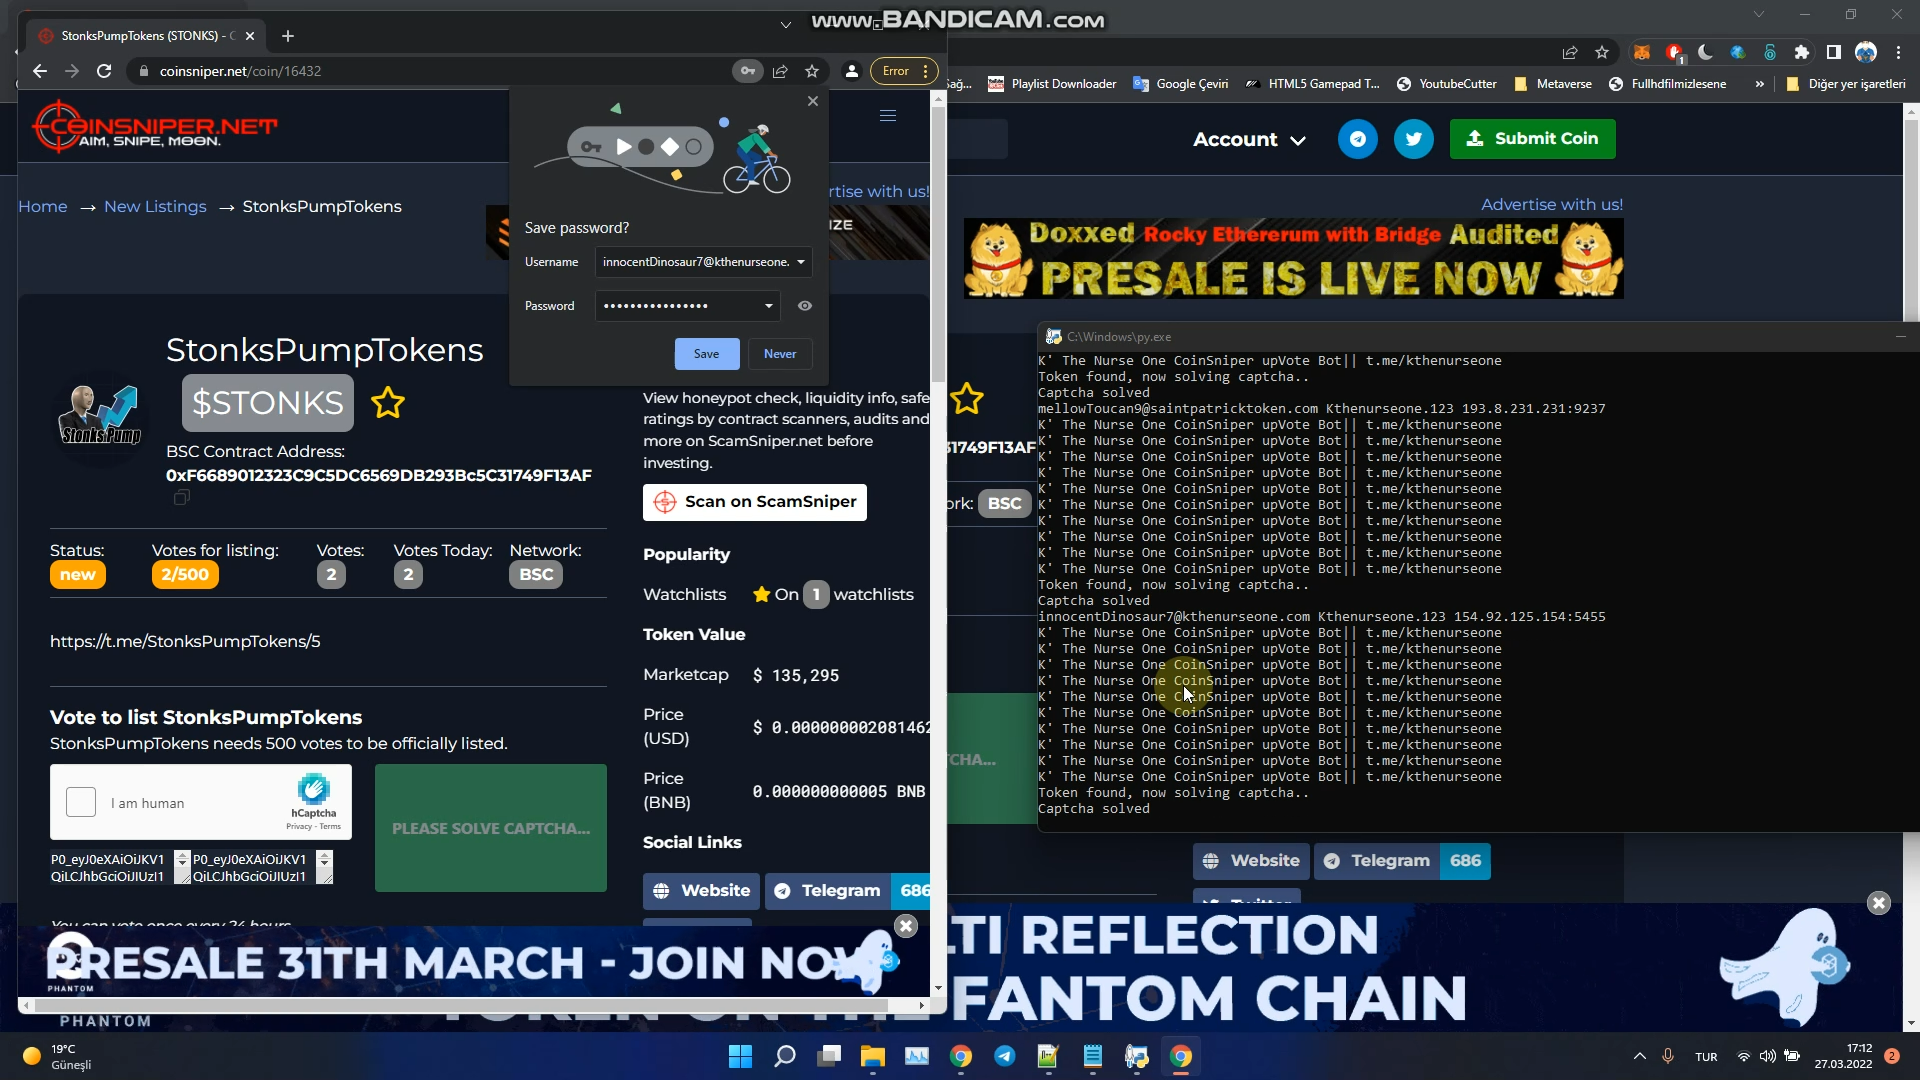 www.BANDICAM.COM
StonksPumpTokens (STONKS) - C
coinsniper.net/coin/16432
Error
Playlist Downloader
Google Çeviri
HTML5 Gamepad T...
YoutubeCutter
Metaverse
Fullhdfilmizlesene
»
Diğer yer işaretleri
COINSNIPER.NET
AIM, SNIPE, MOON.
Account
Submit Coin
Home → New Listings → StonksPumpTokens
Advertise with us!
Doxxed Rocky Ethererum with Bridge Audited
PRESALE IS LIVE NOW
Save password?
Username innocentDinosaur7@kthenurseone.
Password ••••••••••••••••
Save
Never
StonksPumpTokens
$STONKS
StonksPump
BSC Contract Address:
0xF6689012323C9C5DC6569DB293Bc5C31749F13AF
Status: Votes for listing: Votes: Votes Today: Network:
new 2/500 2 2 BSC
https://t.me/StonksPumpTokens/5
Vote to list StonksPumpTokens
StonksPumpTokens needs 500 votes to be officially listed.
I am human
hCaptcha
Privacy - Terms
PLEASE SOLVE CAPTCHA...
P0_eyJ0eXAiOiJKV1
QiLCJhbGciOiJIUzI1
P0_eyJ0eXAiOiJKV1
QiLCJhbGciOiJIUzI1
You can vote once every 24 hours
View honeypot check, liquidity info, safe
ratings by contract scanners, audits and
more on ScamSniper.net before
investing.
Scan on ScamSniper
Popularity
Watchlists On 1 watchlists
Token Value
Marketcap $ 135,295
Price
(USD)
$ 0.0000000002081462
Price
(BNB)
0.000000000005 BNB
Social Links
Website
Telegram 686
31749F13AF
BSC
C:\Windows\py.exe
K' The Nurse One CoinSniper upVote Bot|| t.me/kthenurseone
Token found, now solving captcha..
Captcha solved
mellowToucan9@saintpatricktoken.com Kthenurseone.123 193.8.231.231:9237
K' The Nurse One CoinSniper upVote Bot|| t.me/kthenurseone
K' The Nurse One CoinSniper upVote Bot|| t.me/kthenurseone
K' The Nurse One CoinSniper upVote Bot|| t.me/kthenurseone
K' The Nurse One CoinSniper upVote Bot|| t.me/kthenurseone
K' The Nurse One CoinSniper upVote Bot|| t.me/kthenurseone
K' The Nurse One CoinSniper upVote Bot|| t.me/kthenurseone
K' The Nurse One CoinSniper upVote Bot|| t.me/kthenurseone
K' The Nurse One CoinSniper upVote Bot|| t.me/kthenurseone
K' The Nurse One CoinSniper upVote Bot|| t.me/kthenurseone
K' The Nurse One CoinSniper upVote Bot|| t.me/kthenurseone
Token found, now solving captcha..
Captcha solved
innocentDinosaur7@kthenurseone.com Kthenurseone.123 154.92.125.154:5455
K' The Nurse One CoinSniper upVote Bot|| t.me/kthenurseone
K' The Nurse One CoinSniper upVote Bot|| t.me/kthenurseone
K' The Nurse One CoinSniper upVote Bot|| t.me/kthenurseone
K' The Nurse One CoinSniper upVote Bot|| t.me/kthenurseone
K' The Nurse One CoinSniper upVote Bot|| t.me/kthenurseone
K' The Nurse One CoinSniper upVote Bot|| t.me/kthenurseone
K' The Nurse One CoinSniper upVote Bot|| t.me/kthenurseone
K' The Nurse One CoinSniper upVote Bot|| t.me/kthenurseone
K' The Nurse One CoinSniper upVote Bot|| t.me/kthenurseone
K' The Nurse One CoinSniper upVote Bot|| t.me/kthenurseone
Token found, now solving captcha..
Captcha solved
Website
Telegram 686
PRESALE 31TH MARCH - JOIN NOW
PHANTOM
TI REFLECTION
FANTOM CHAIN
PHANTOM
19°C
Güneşli
TUR
17:12
27.03.2022
2